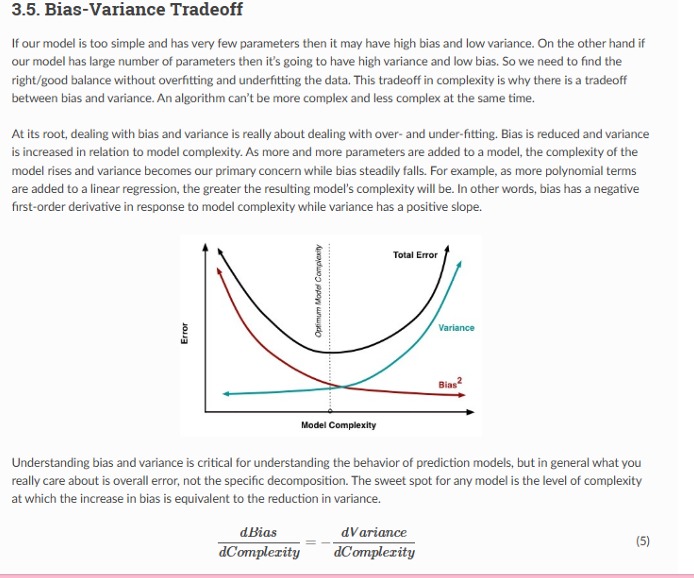 3.5. Bias-Variance Tradeoff
If our model is too simple and has very few parameters then it may have high bias and low variance. On the other hand if
our model has large number of parameters then it's going to have high variance and low bias. So we need to find the
right/good balance without overfitting and underfitting the data. This tradeoff in complexity is why there is a tradeoff
between bias and variance. An algorithm can't be more complex and less complex at the same time.
At its root, dealing with bias and variance is really about dealing with over- and under-fitting. Bias is reduced and variance
is increased in relation to model complexity. As more and more parameters are added to a model, the complexity of the
model rises and variance becomes our primary concern while bias steadily falls. For example, as more polynomial terms
are added to a linear regression, the greater the resulting model's complexity will be. In other words, bias has a negative
first-order derivative in response to model complexity while variance has a positive slope.
Optimum Model Complexity
Total Error
Error
Variance
Bias²
Model Complexity
Understanding bias and variance is critical for understanding the behavior of prediction models, but in general what you
really care about is overall error, not the specific decomposition. The sweet spot for any model is the level of complexity
at which the increase in bias is equivalent to the reduction in variance.
dBias dVariance
= −
dComplexity dComplexity
(5)